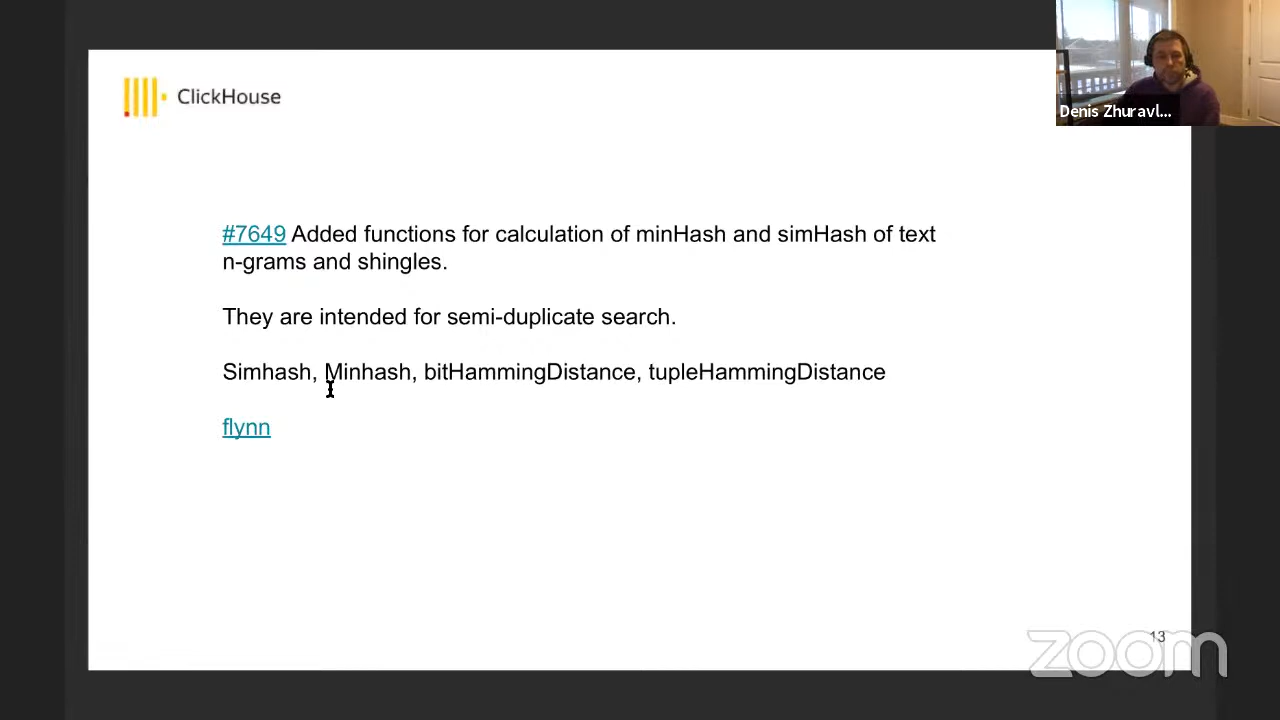 ClickHouse
Denis Zhuravl...
#7649 Added functions for calculation of minHash and simHash of text
n-grams and shingles.
They are intended for semi-duplicate search.
Simhash, Minhash, bitHammingDistance, tupleHammingDistance
flynn
13
zoom